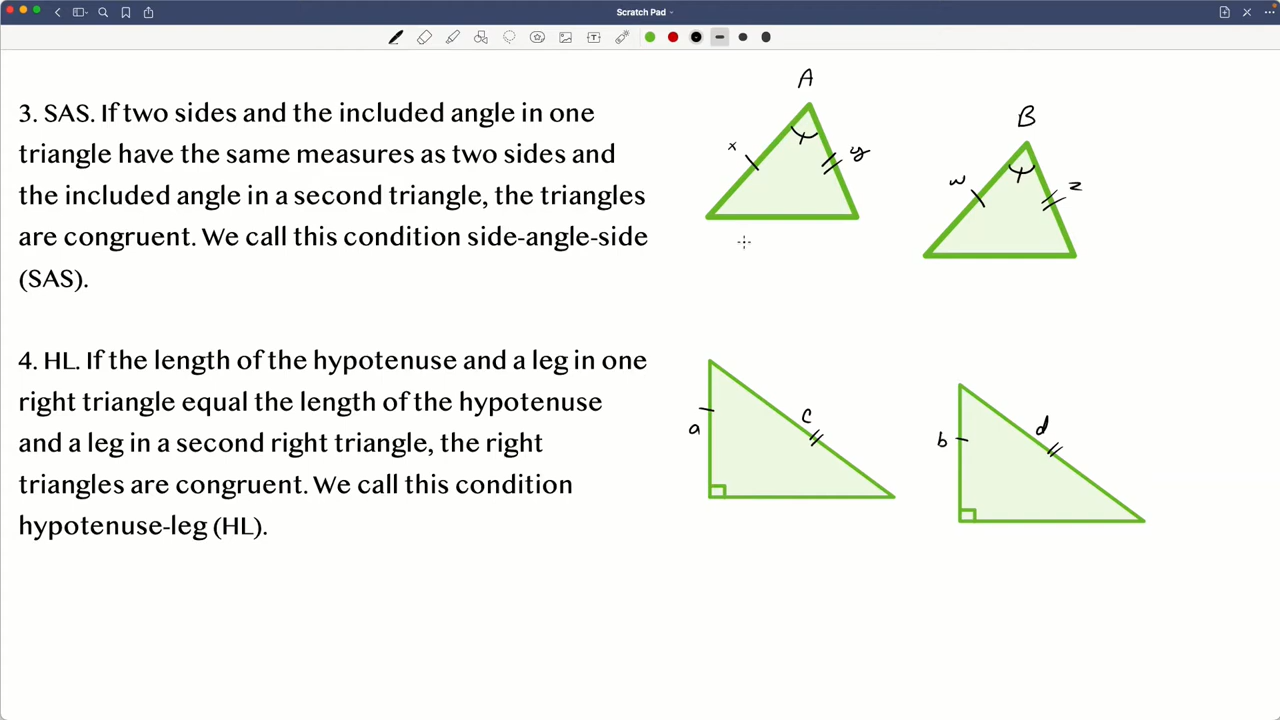 Scratch Pad
3. SAS. If two sides and the included angle in one
triangle have the same measures as two sides and
the included angle in a second triangle, the triangles
are congruent. We call this condition side-angle-side
(SAS).
A
x
y
B
w
z
4. HL. If the length of the hypotenuse and a leg in one
right triangle equal the length of the hypotenuse
and a leg in a second right triangle, the right
triangles are congruent. We call this condition
hypotenuse-leg (HL).
a
c
b
d